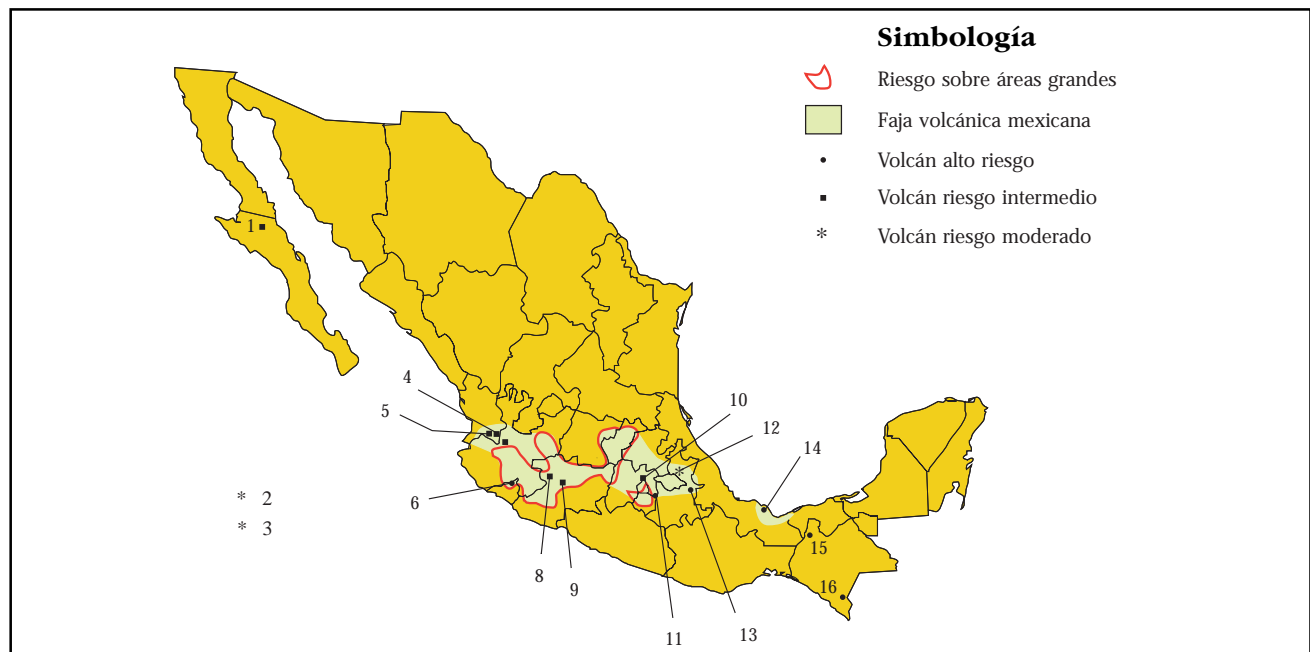 Simbología
Riesgo sobre áreas grandes
Faja volcánica mexicana
Volcán alto riesgo
Volcán riesgo intermedio
* Volcán riesgo moderado
1
4
5
10
12
14
6
* 2
* 3
8
9
11
13
15
16